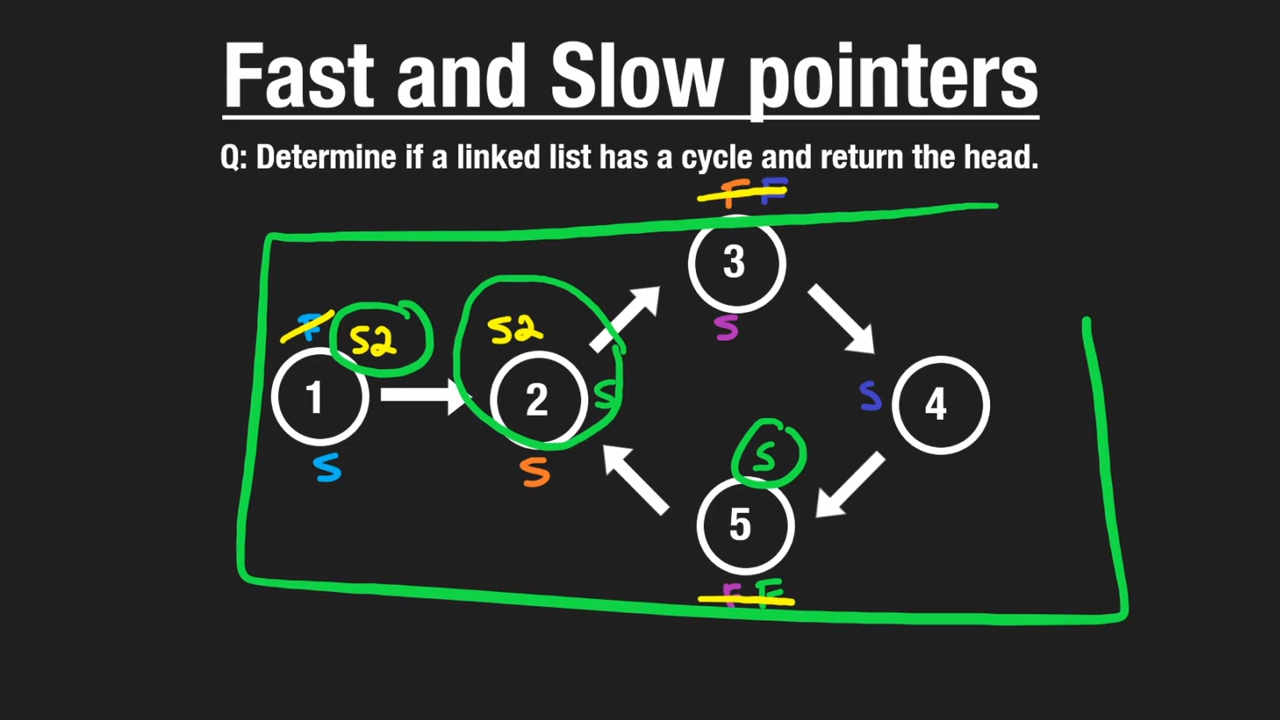 Fast and Slow pointers
Q: Determine if a linked list has a cycle and return the head.
F F
3
S
F S2
1
S
S2
2 S
S
S
4
S
5
F F